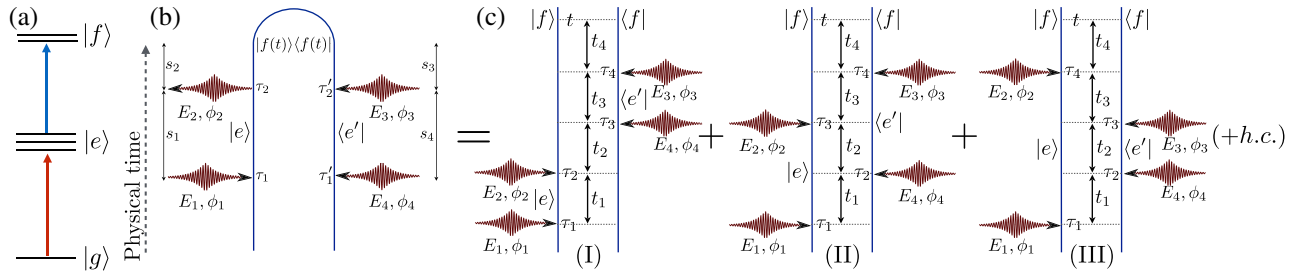 (a)
|f⟩
|e⟩
|g⟩
Physical time
(b)
|f(t)⟩⟨f(t)|
s₂
s₃
τ₂
τ₂′
E₂, ϕ₂
E₃, ϕ₃
s₁
|e⟩
⟨e′|
s₄
τ₁
τ₁′
E₁, ϕ₁
E₄, ϕ₄
=
(c)
|f⟩ t ⟨f|
t₄
τ₄
E₃, ϕ₃
t₃
⟨e′|
τ₃
E₄, ϕ₄
t₂
τ₂
E₂, ϕ₂
|e⟩
t₁
τ₁
E₁, ϕ₁
(I)
+
|f⟩ t ⟨f|
t₄
τ₄
E₃, ϕ₃
t₃
τ₃
⟨e′|
E₂, ϕ₂
t₂
|e⟩
τ₂
E₄, ϕ₄
t₁
τ₁
E₁, ϕ₁
(II)
+
|f⟩ t ⟨f|
t₄
τ₄
E₂, ϕ₂
t₃
τ₃
E₃, ϕ₃
(+h.c.)
|e⟩
t₂
⟨e′|
τ₂
E₄, ϕ₄
t₁
τ₁
E₁, ϕ₁
(III)